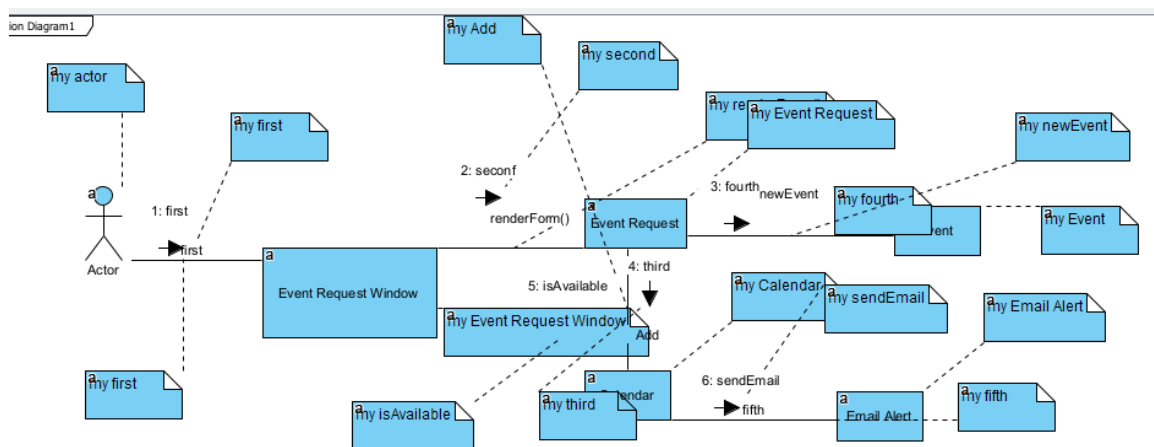 ion Diagram1
my Add
my second
my actor
my first
my Event Request
my newEvent
2: seconf
3: fourth
newEvent
a
my fourth
1: first
renderForm()
Event Request
my Event
first
Actor
4: third
Event Request Window
5: isAvailable
my Calendar
my sendEmail
my Email Alert
my Event Request Window
Add
my first
6: sendEmail
my third
fifth
my isAvailable
Email Alert
my fifth